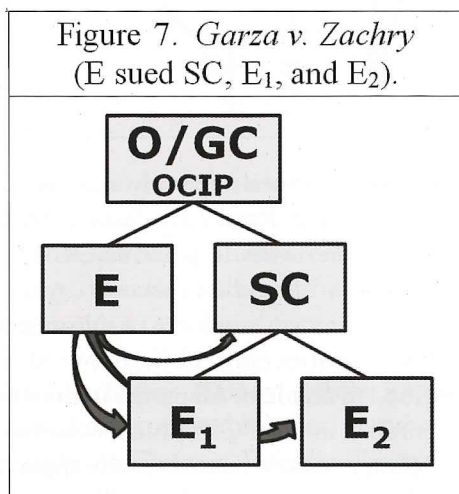 Figure 7. Garza v. Zachry
(E sued SC, E₁, and E₂).
O/GC
OCIP
E
SC
E₁
E₂